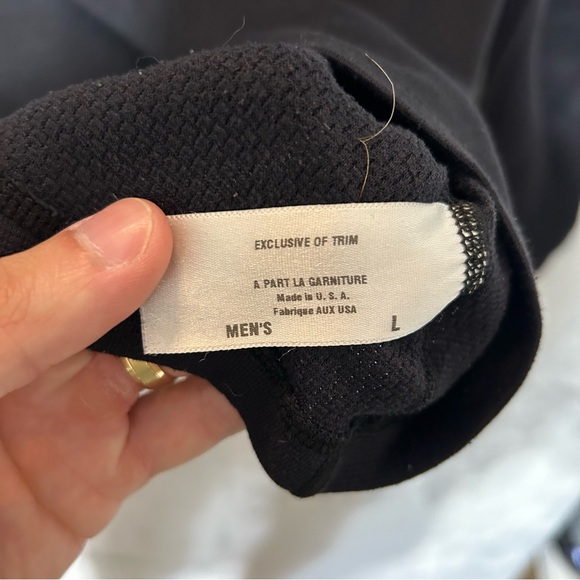 EXCLUSIVE OF TRIM
A PART LA GARNITURE
Made in U. S. A.
Fabrique AUX USA
MEN'S L